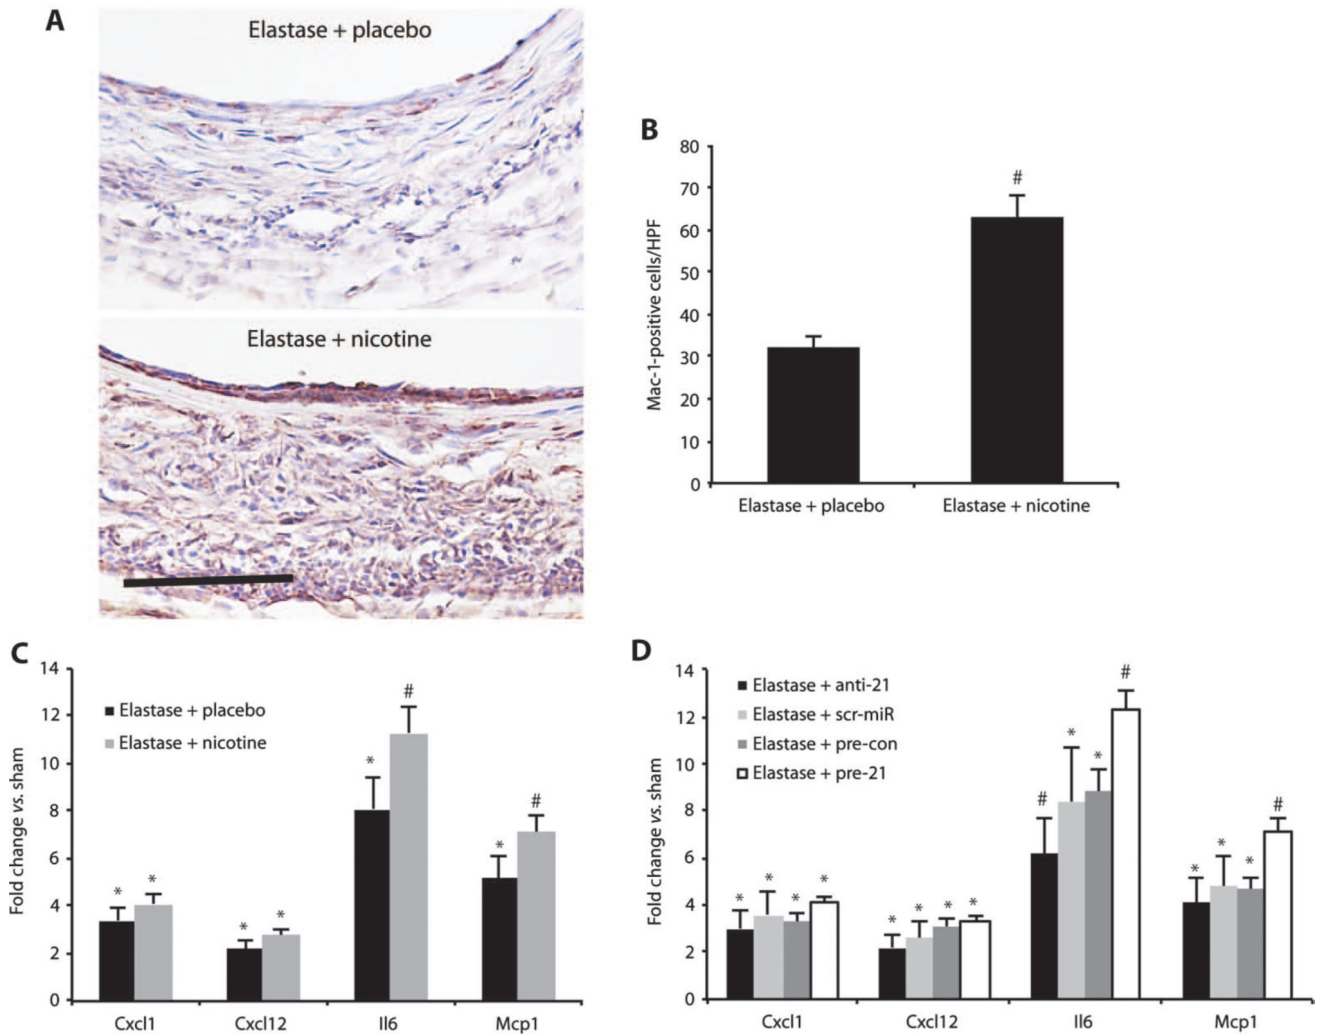 A
Elastase + placebo
Elastase + nicotine
B
Mac-1-positive cells/HPF
80
70
60
50
40
30
20
10
0
#
Elastase + placebo
Elastase + nicotine
C
Fold change vs. sham
14
12
10
8
6
4
2
0
Elastase + placebo
Elastase + nicotine
* * * * * # * #
Cxcl1 Cxcl12 Il6 Mcp1
D
Fold change vs. sham
14
12
10
8
6
4
2
0
Elastase + anti-21
Elastase + scr-miR
Elastase + pre-con
Elastase + pre-21
* * * * * * * * # * * # * * * #
Cxcl1 Cxcl12 Il6 Mcp1